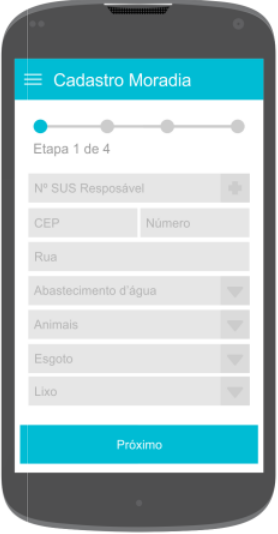 Cadastro Moradia
Etapa 1 de 4
Nº SUS Resposável
CEP Número
Rua
Abastecimento d'água
Animais
Esgoto
Lixo
Próximo